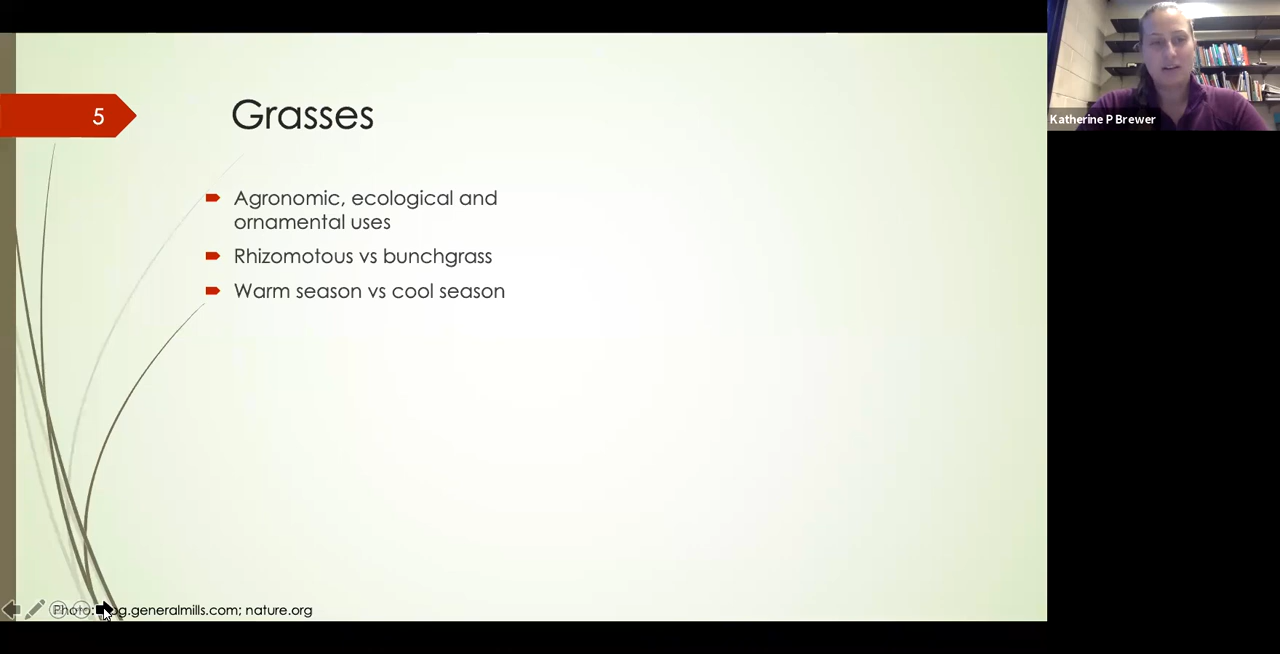 5
Grasses
Agronomic, ecological and
ornamental uses
Rhizomotous vs bunchgrass
Warm season vs cool season
Photo: og.generalmills.com; nature.org
Katherine P Brewer